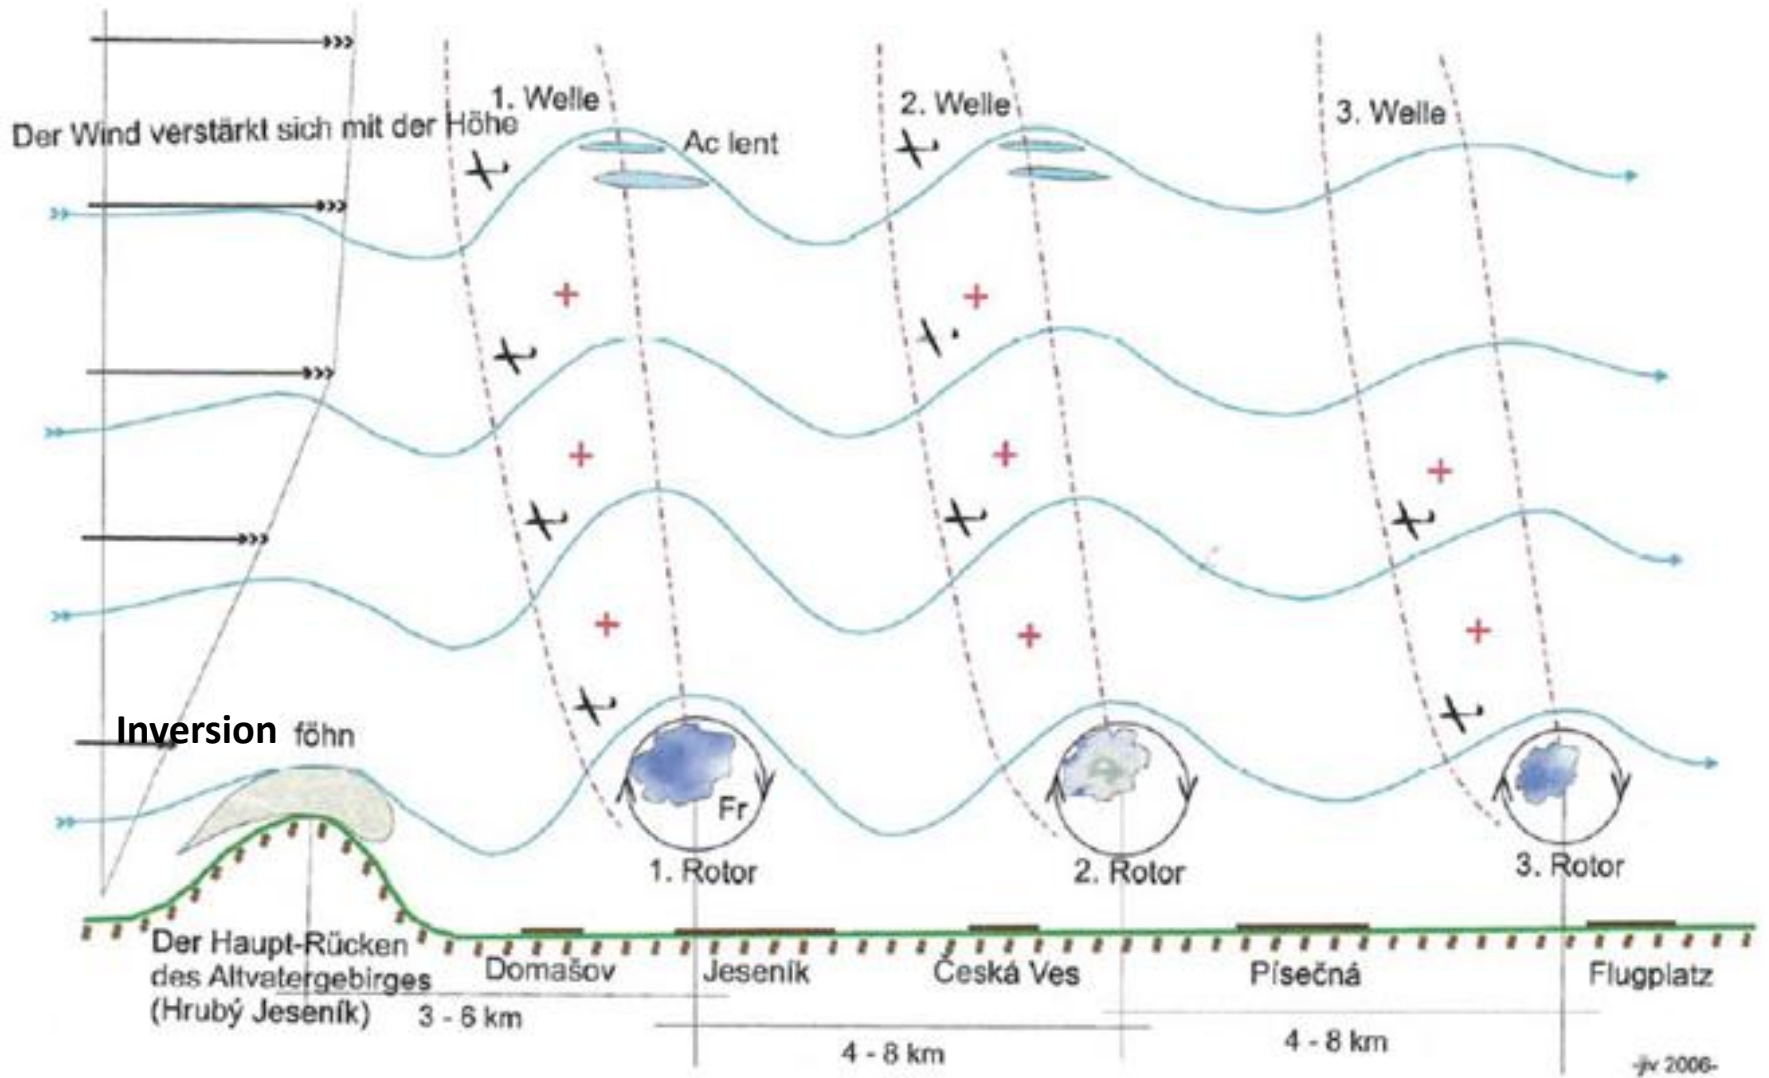 1. Welle
2. Welle
3. Welle
Der Wind verstärkt sich mit der Höhe
Ac lent
Inversion föhn
Fr
1. Rotor
2. Rotor
3. Rotor
Der Haupt-Rücken
des Altvatergebirges
(Hrubý Jeseník)
Domašov
Jeseník
Česká Ves
Písečná
Flugplatz
3 - 6 km
4 - 8 km
4 - 8 km
-jiv 2006-